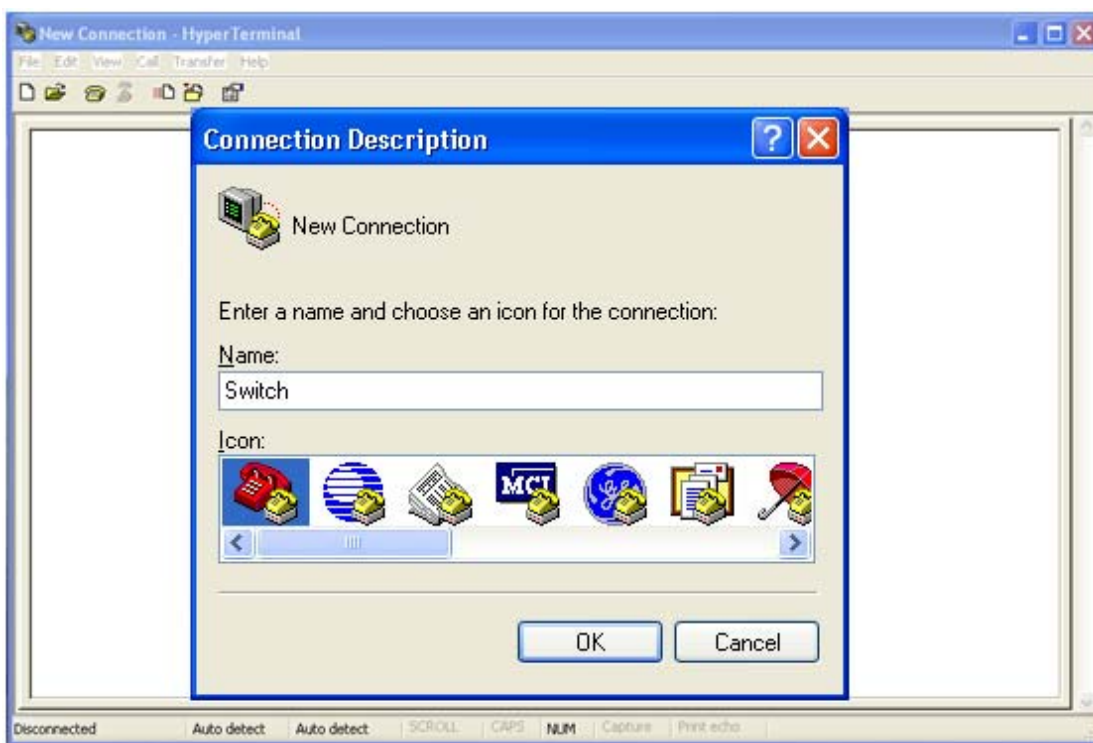 New Connection - HyperTerminal
File Edit View Call Transfer Help
Connection Description
New Connection
Enter a name and choose an icon for the connection:
Name:
Switch
Icon:
MCI
OK Cancel
Disconnected Auto detect Auto detect SCROLL CAPS NUM Capture Print echo